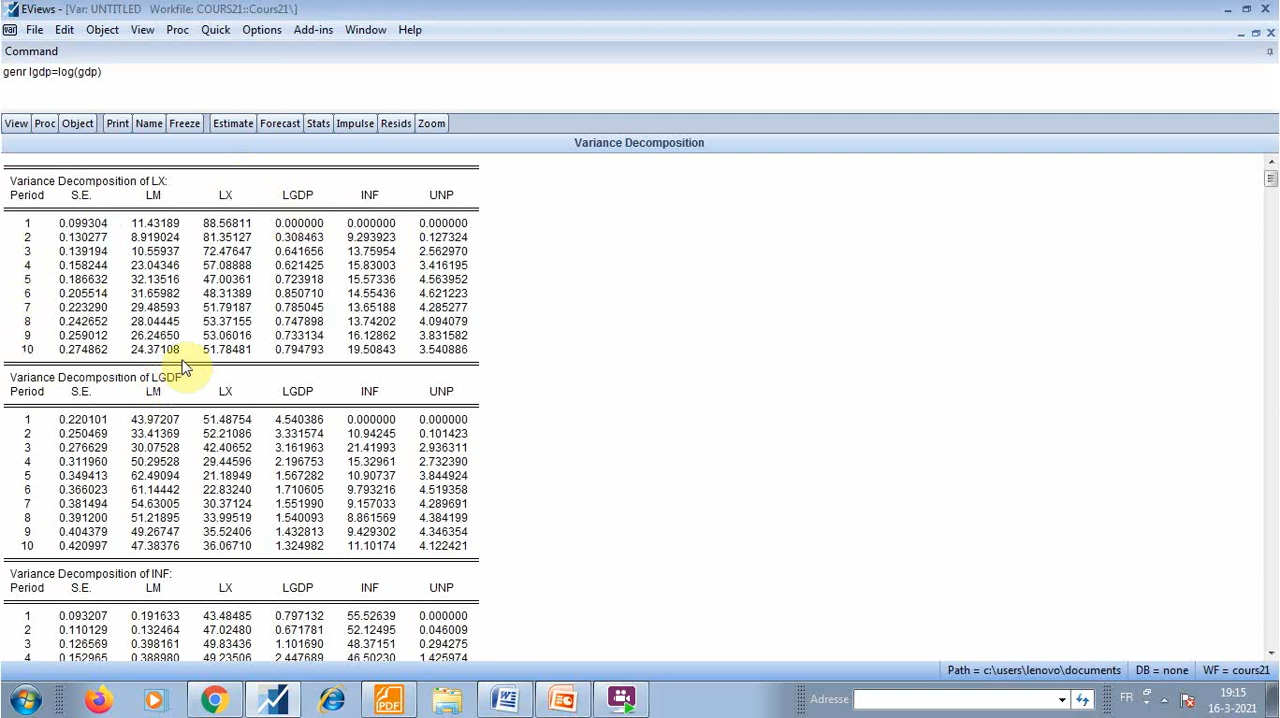 EViews - [Var: UNTITLED   Workfile: COURS21::Cours21\]
var File Edit Object View Proc Quick Options Add-ins Window Help
Command
genr lgdp=log(gdp)
View Proc Object Print Name Freeze Estimate Forecast Stats Impulse Resids Zoom
Variance Decomposition
Variance Decomposition of LX:
Period S.E. LM LX LGDP INF UNP
1 0.099304 11.43189 88.56811 0.000000 0.000000 0.000000
2 0.130277 8.919024 81.35127 0.308463 9.293923 0.127324
3 0.139194 10.55937 72.47647 0.641656 13.75954 2.562970
4 0.158244 23.04346 57.08888 0.621425 15.83003 3.416195
5 0.186632 32.13516 47.00361 0.723918 15.57336 4.563952
6 0.205514 31.65982 48.31389 0.850710 14.55436 4.621223
7 0.223290 29.48593 51.79187 0.785045 13.65188 4.285277
8 0.242652 28.04445 53.37155 0.747898 13.74202 4.094079
9 0.259012 26.24650 53.06016 0.733134 16.12862 3.831582
10 0.274862 24.37108 51.78481 0.794793 19.50843 3.540886
Variance Decomposition of LGDP
Period S.E. LM LX LGDP INF UNP
1 0.220101 43.97207 51.48754 4.540386 0.000000 0.000000
2 0.250469 33.41369 52.21086 3.331574 10.94245 0.101423
3 0.276629 30.07528 42.40652 3.161963 21.41993 2.936311
4 0.311960 50.29528 29.44596 2.196753 15.32961 2.732390
5 0.349413 62.49094 21.18949 1.567282 10.90737 3.844924
6 0.366023 61.14442 22.83240 1.710605 9.793216 4.519358
7 0.381494 54.63005 30.37124 1.551990 9.157033 4.289691
8 0.391200 51.21895 33.99519 1.540093 8.861569 4.384199
9 0.404379 49.26747 35.52406 1.432813 9.429302 4.346354
10 0.420997 47.38376 36.06710 1.324982 11.10174 4.122421
Variance Decomposition of INF:
Period S.E. LM LX LGDP INF UNP
1 0.093207 0.191633 43.48485 0.797132 55.52639 0.000000
2 0.110129 0.132464 47.02480 0.671781 52.12495 0.046009
3 0.126569 0.398161 49.83436 1.101690 48.37151 0.294275
4 0.152965 0.388980 49.23506 2.447689 46.50230 1.425974
Path = c:\users\lenovo\documents DB = none WF = cours21
PDF Adresse FR 19:15
16-3-2021